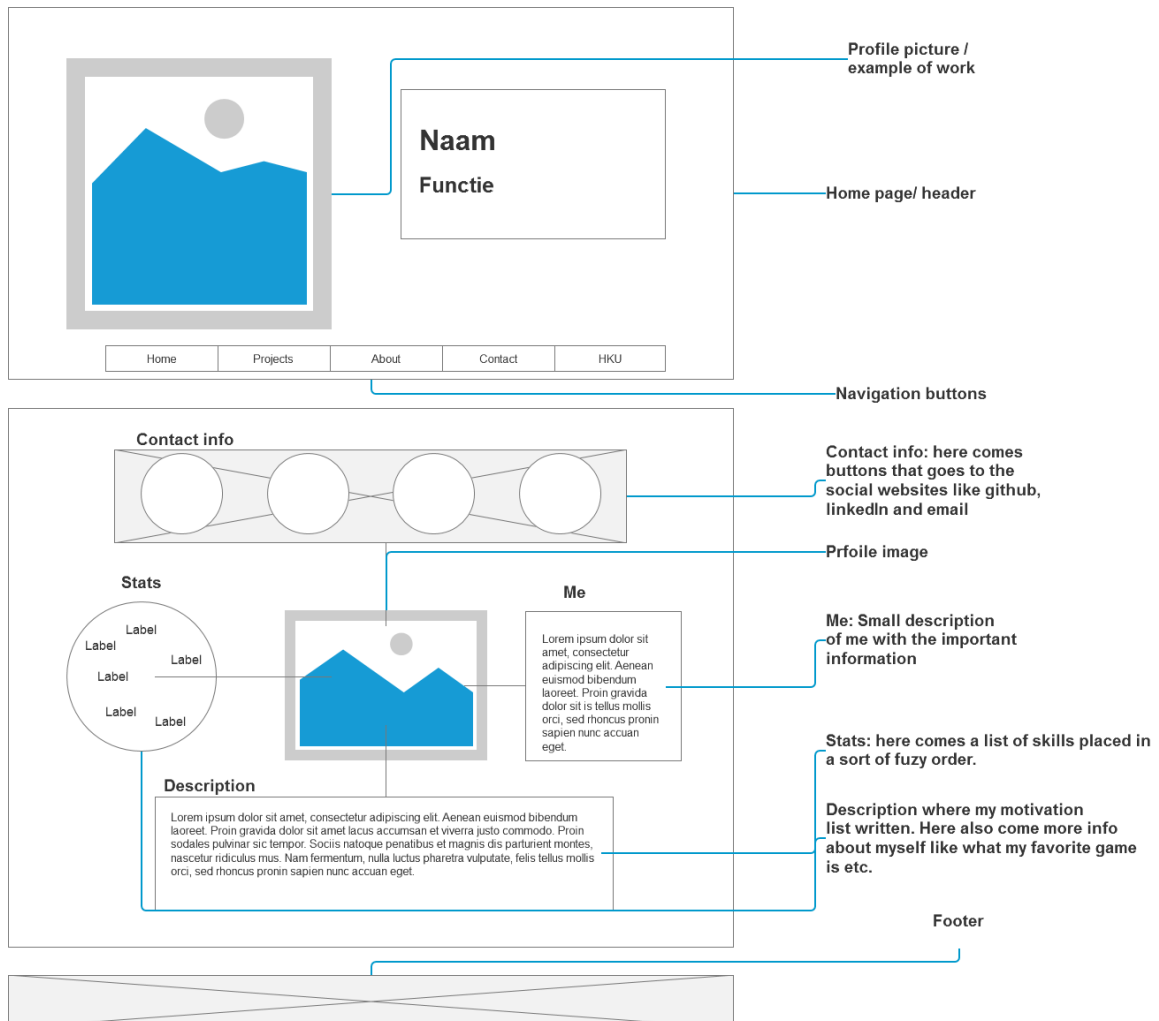 Profile picture /
example of work
Naam
Functie
Home page/ header
Home
Projects
About
Contact
HKU
Navigation buttons
Contact info
Contact info: here comes
buttons that goes to the
social websites like github,
linkedIn and email
Prfoile image
Stats
Label
Label
Label
Label
Label
Label
Me
Lorem ipsum dolor sit
amet, consectetur
adipiscing elit. Aenean
euismod bibendum
laoreet. Proin gravida
dolor sit is tellus mollis
orci, sed rhoncus pronin
sapien nunc accuan
eget.
Me: Small description
of me with the important
information
Stats: here comes a list of skills placed in
a sort of fuzy order.
Description
Lorem ipsum dolor sit amet, consectetur adipiscing elit. Aenean euismod bibendum
laoreet. Proin gravida dolor sit amet lacus accumsan et viverra justo commodo. Proin
sodales pulvinar sic tempor. Sociis natoque penatibus et magnis dis parturient montes,
nascetur ridiculus mus. Nam fermentum, nulla luctus pharetra vulputate, felis tellus mollis
orci, sed rhoncus pronin sapien nunc accuan eget.
Description where my motivation
list written. Here also come more info
about myself like what my favorite game
is etc.
Footer